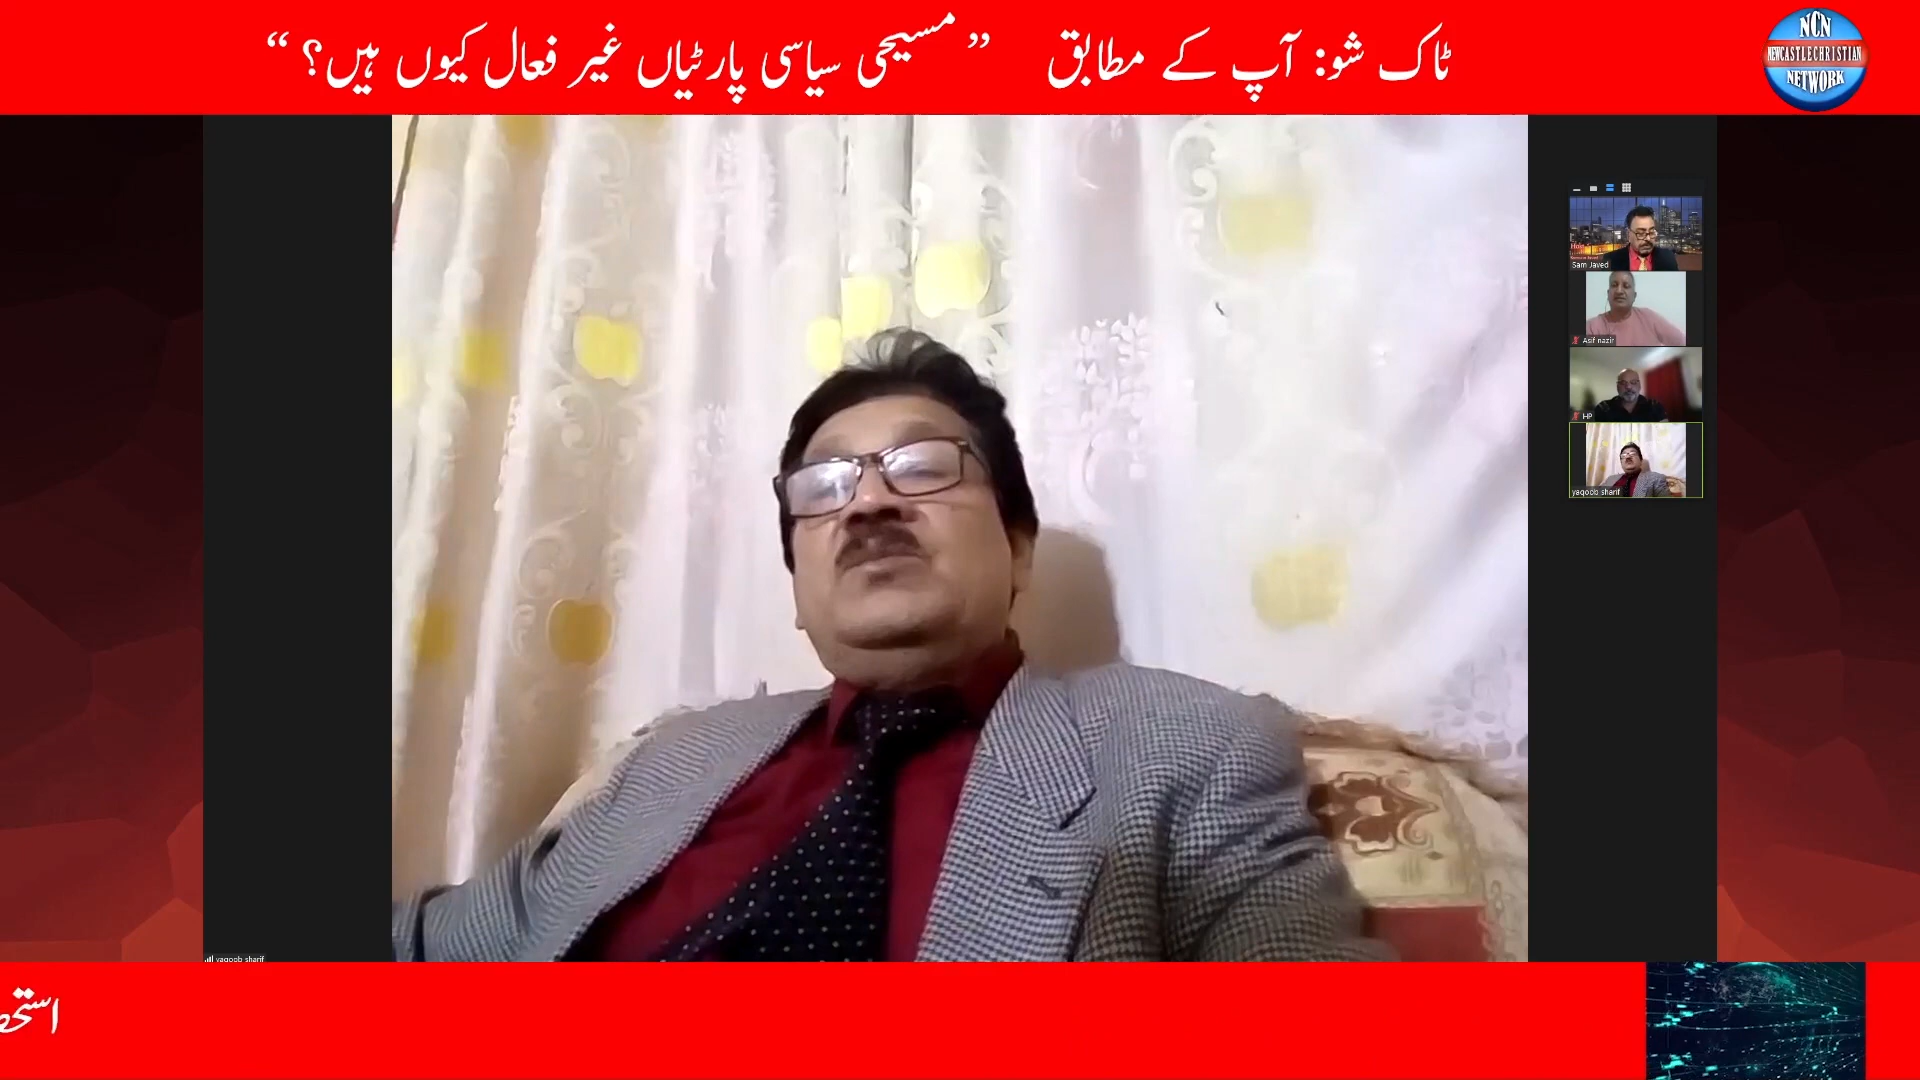 ٹاک شو: آپ کے مطابق ” مسیحی سیاسی پارٹیاں غیر فعال کیوں ہیں؟ “
NCN
NEWCASTLE CHRISTIAN
NETWORK
Host
Sam Javed
Asif nazir
HP
yaqoob sharif
yaqoob sharif